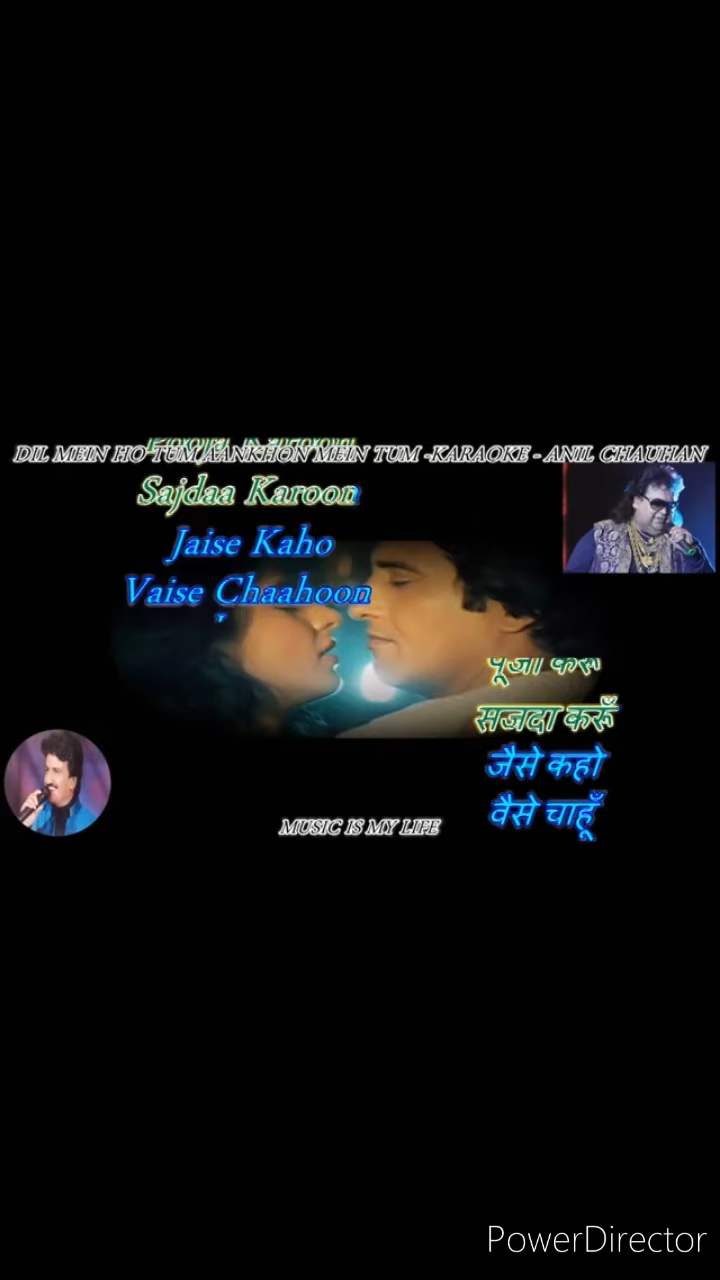 DIL MEIN HO TUM AANKHON MEIN TUM -KARAOKE - ANIL CHAUHAN
Sajdaa Karoon
Jaise Kaho
Vaise Chaahoon
पूजा करूँ
सजदा करूँ
जैसे कहो
वैसे चाहूँ
MUSIC IS MY LIFE
PowerDirector